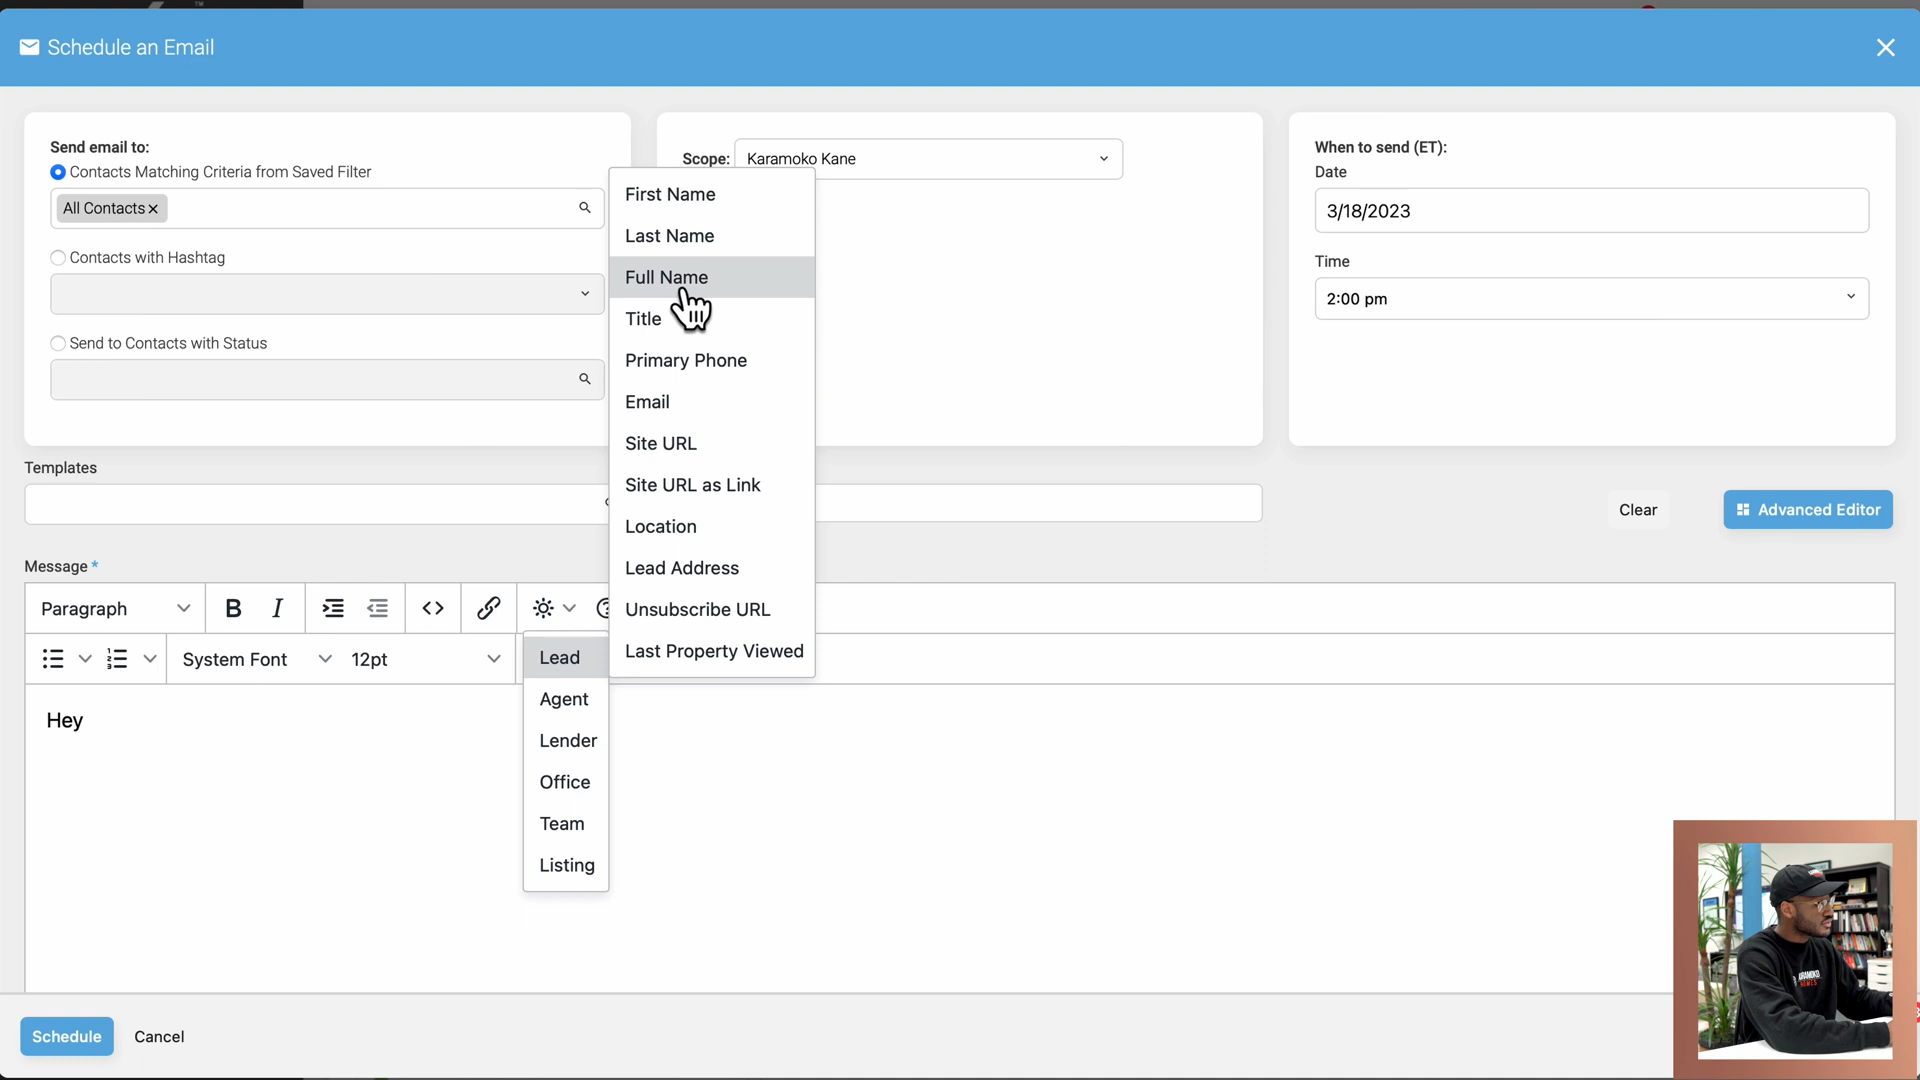 TM
Schedule an Email
Send email to:
Contacts Matching Criteria from Saved Filter
All Contacts
Contacts with Hashtag
Send to Contacts with Status
Scope:
Karamoko Kane
When to send (ET):
Date
3/18/2023
Time
2:00 pm
First Name
Last Name
Full Name
Title
Primary Phone
Email
Site URL
Site URL as Link
Location
Lead Address
Unsubscribe URL
Last Property Viewed
Templates
Clear
Advanced Editor
Message *
Paragraph
B
I
System Font
12pt
Lead
Agent
Lender
Office
Team
Listing
Hey
Schedule
Cancel
KARAMOKO
HOMES